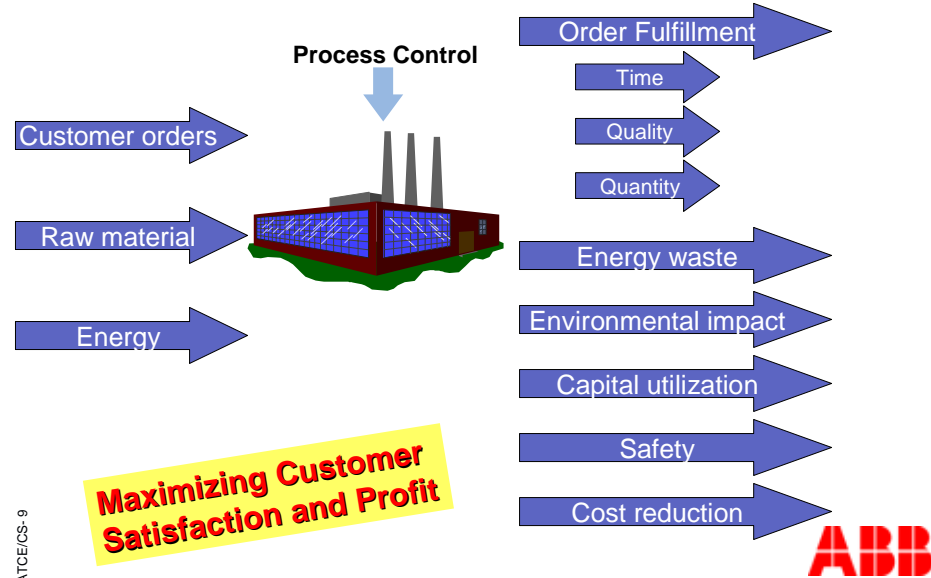 Process Control
Customer orders
Raw material
Energy
Order Fulfillment
Time
Quality
Quantity
Energy waste
Environmental impact
Capital utilization
Safety
Cost reduction
Maximizing Customer
Satisfaction and Profit
ATCE/CS- 9
ABB